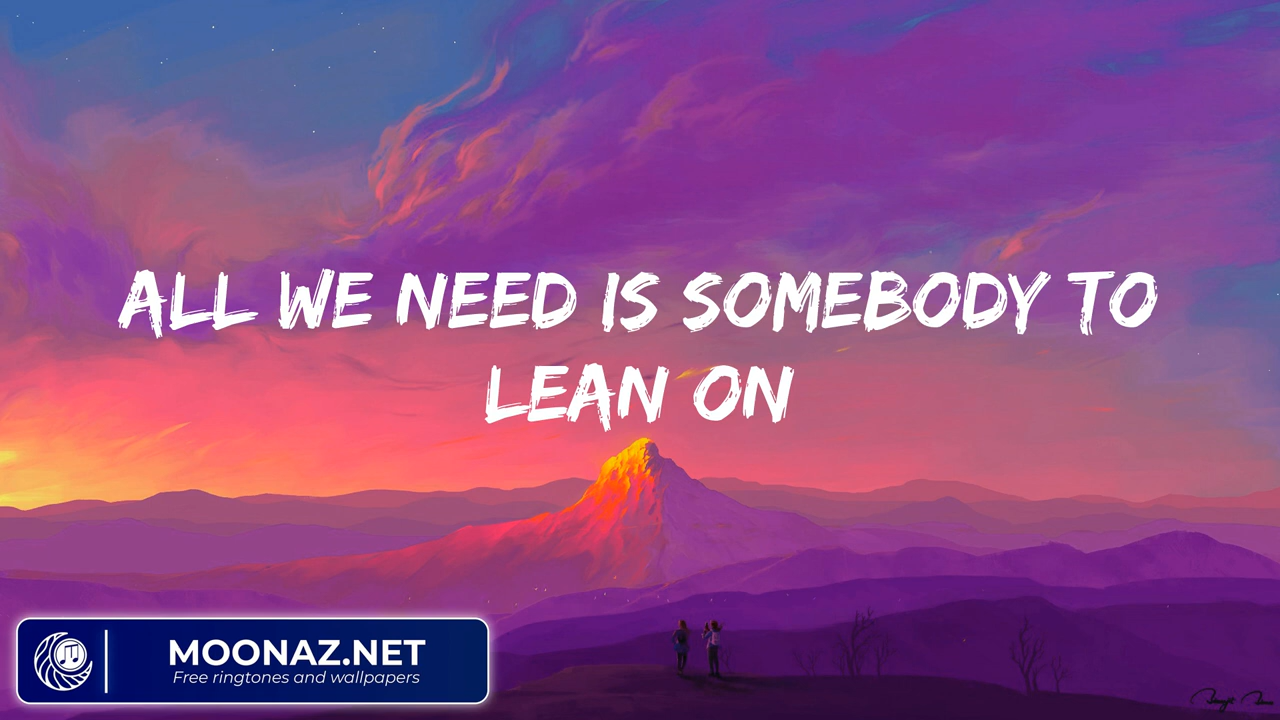 ALL WE NEED IS SOMEBODY TO
LEAN ON
MOONAZ.NET
Free ringtones and wallpapers